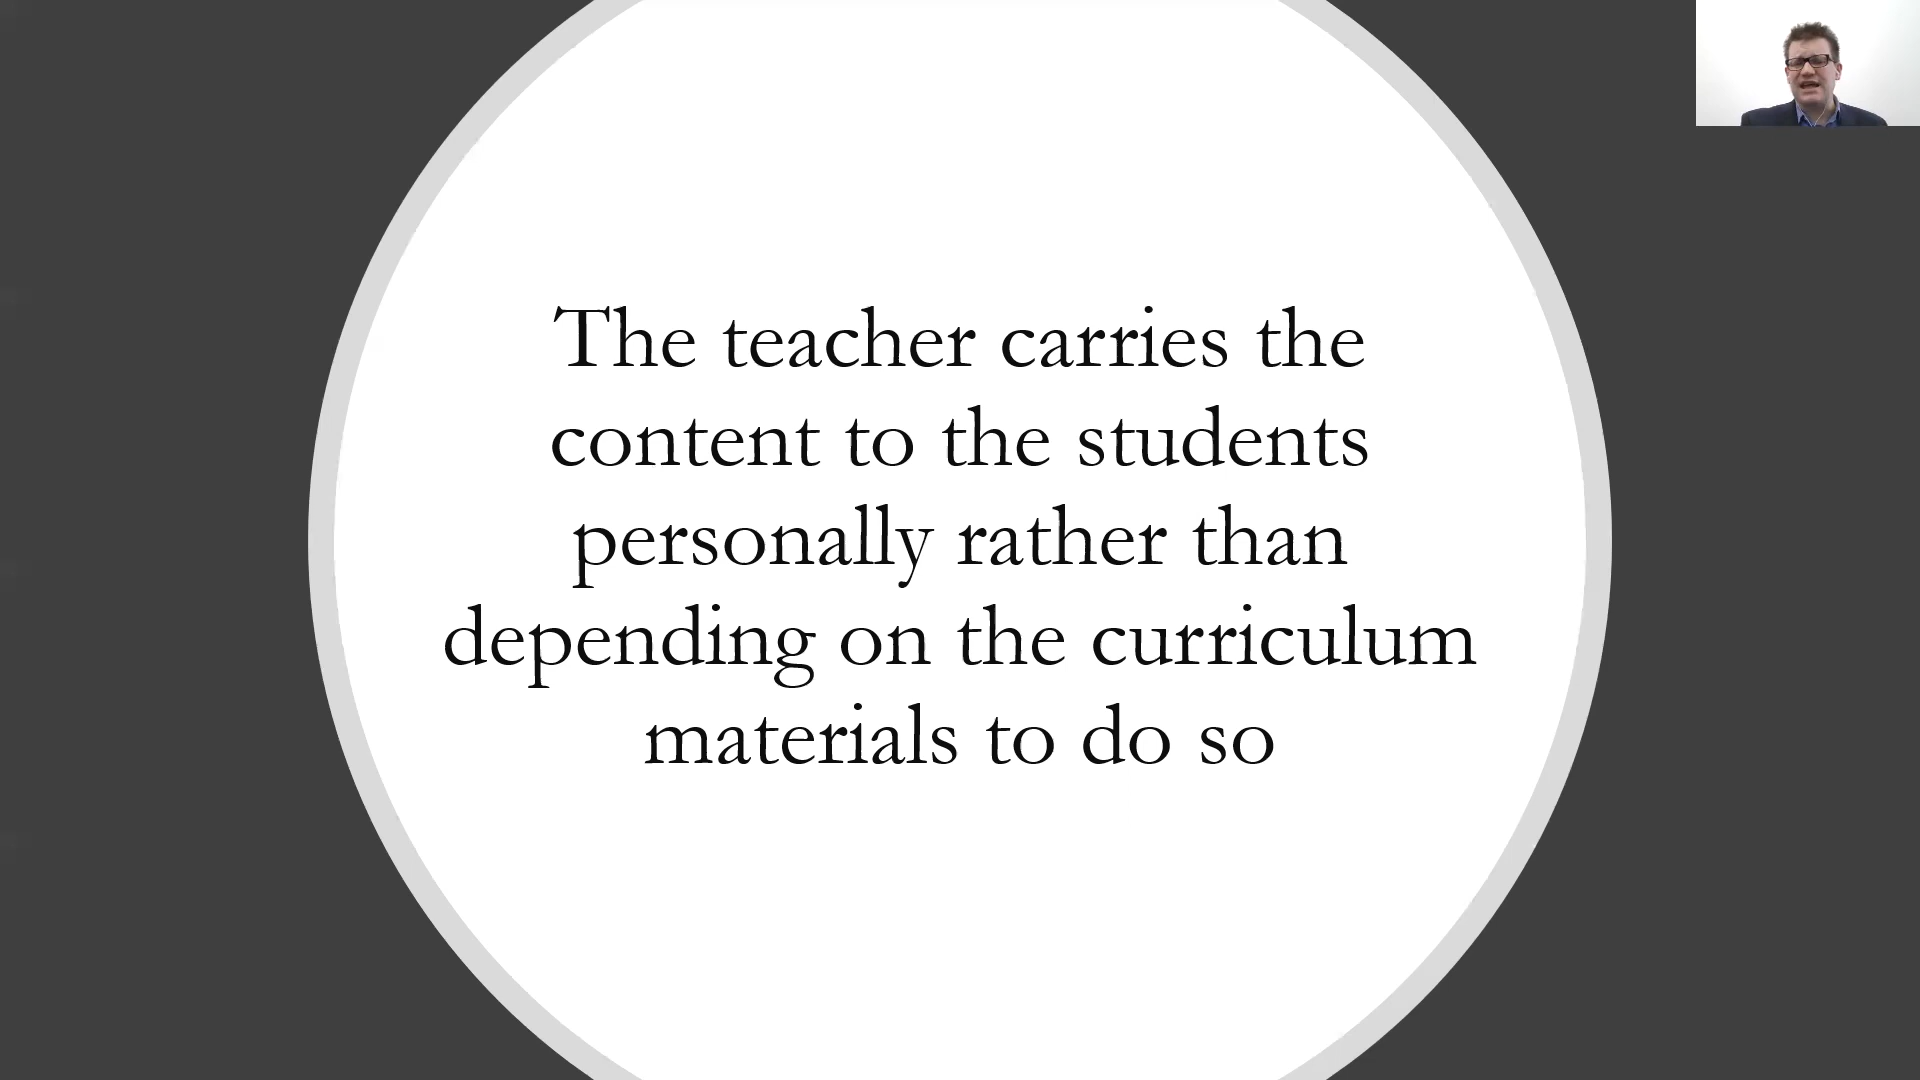 The teacher carries the
content to the students
personally rather than
depending on the curriculum
materials to do so